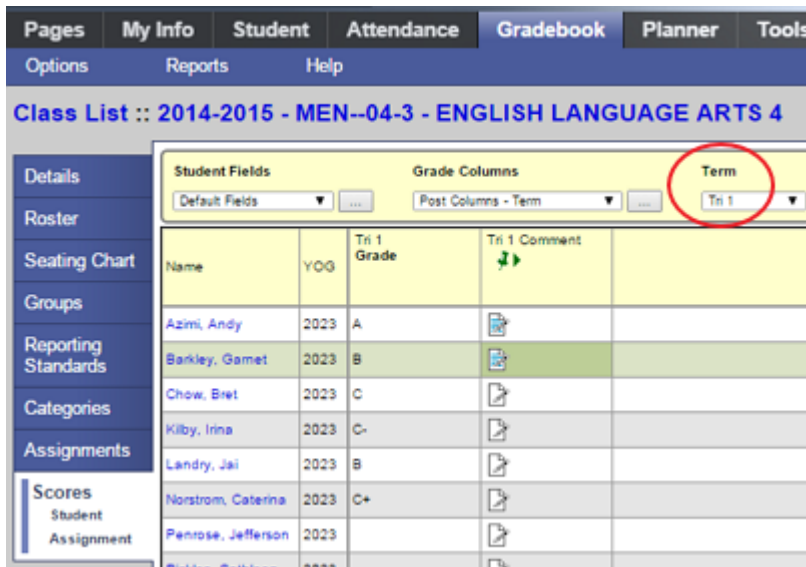 Pages My Info Student Attendance Gradebook Planner Tools
Options Reports Help
Class List :: 2014-2015 - MEN--04-3 - ENGLISH LANGUAGE ARTS 4
Details
Roster
Seating Chart
Groups
Reporting
Standards
Categories
Assignments
Scores
Student
Assignment
Student Fields Grade Columns Term
Default Fields ... Post Columns - Term ... Tri 1
Name YOG Tri 1 Grade Tri 1 Comment
Azimi, Andy 2023 A
Barkley, Garnet 2023 B
Chow, Bret 2023 C
Kilby, Irina 2023 C-
Landry, Jai 2023 B
Norstrom, Caterina 2023 C+
Penrose, Jefferson 2023